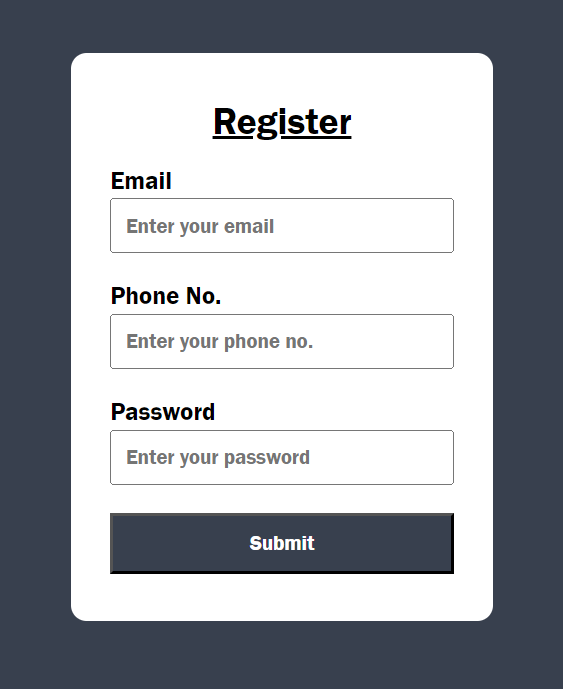 Register
Email
Enter your email
Phone No.
Enter your phone no.
Password
Enter your password
Submit